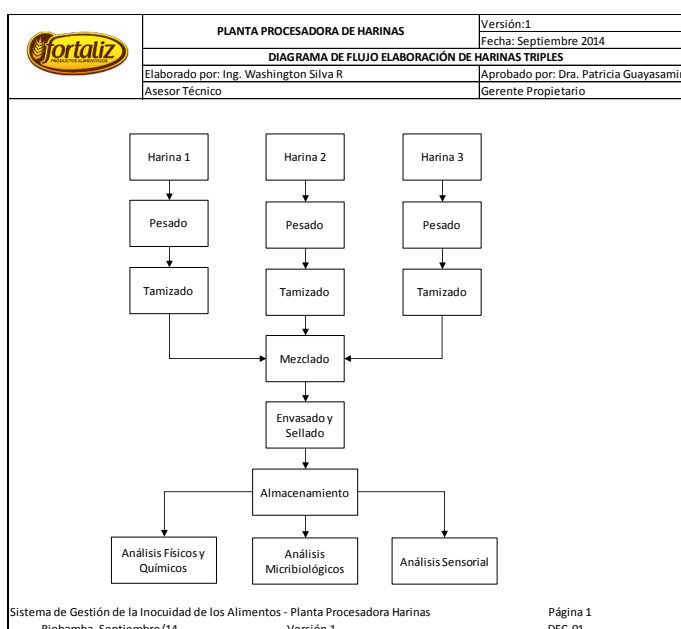 fortaliz
PRODUCTOS ALIMENTICIOS
PLANTA PROCESADORA DE HARINAS
Versión:1
Fecha: Septiembre 2014
DIAGRAMA DE FLUJO ELABORACIÓN DE HARINAS TRIPLES
Elaborado por: Ing. Washington Silva R
Aprobado por: Dra. Patricia Guayasami
Asesor Técnico
Gerente Propietario
Harina 1
Harina 2
Harina 3
Pesado
Pesado
Pesado
Tamizado
Tamizado
Tamizado
Mezclado
Envasado y
Sellado
Almacenamiento
Análisis Físicos y
Químicos
Análisis
Micribiológicos
Análisis Sensorial
Sistema de Gestión de la Inocuidad de los Alimentos - Planta Procesadora Harinas
Página 1
Riobamba, Septiembre/14
Versión 1
DFC-01